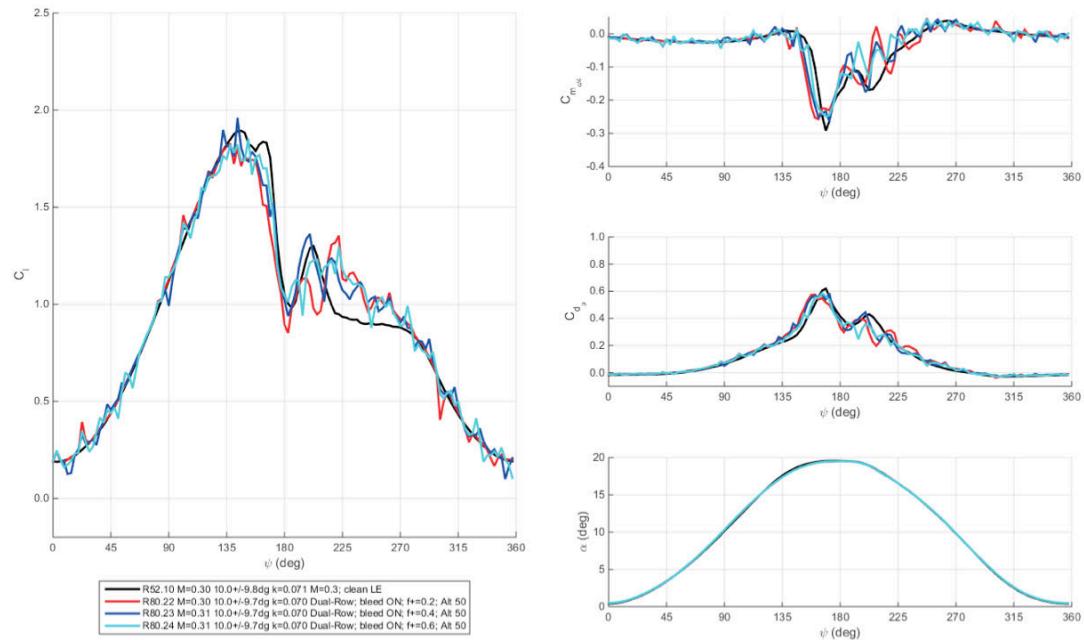 2.5
2.0
1.5
1.0
0.5
0.0
C_l
0 45 90 135 180 225 270 315 360
ψ (deg)
R52.10 M=0.30 10.0+/-9.8dg k=0.071 M=0.3; clean LE
R80.22 M=0.30 10.0+/-9.7dg k=0.070 Dual-Row; bleed ON; f+=0.2; Alt 50
R80.23 M=0.31 10.0+/-9.7dg k=0.070 Dual-Row; bleed ON; f+=0.4; Alt 50
R80.24 M=0.31 10.0+/-9.7dg k=0.070 Dual-Row; bleed ON; f+=0.6; Alt 50
0.0
-0.1
-0.2
-0.3
-0.4
C_m
0 45 90 135 180 225 270 315 360
ψ (deg)
1.0
0.8
0.6
0.4
0.2
0.0
C_d
0 45 90 135 180 225 270 315 360
ψ (deg)
20
15
10
5
0
α (deg)
0 45 90 135 180 225 270 315 360
ψ (deg)